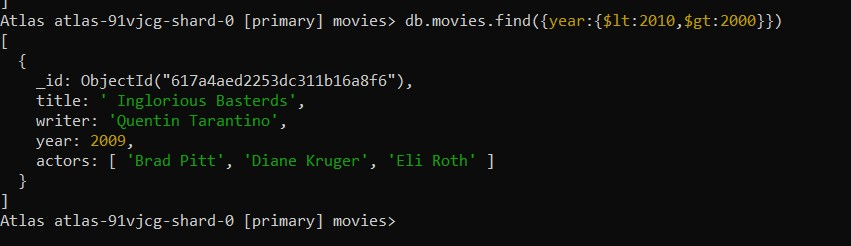 ]
Atlas atlas-91vjcg-shard-0 [primary] movies> db.movies.find({year:{$lt:2010,$gt:2000}})
[
  {
    _id: ObjectId("617a4aed2253dc311b16a8f6"),
    title: ' Inglorious Basterds',
    writer: 'Quentin Tarantino',
    year: 2009,
    actors: [ 'Brad Pitt', 'Diane Kruger', 'Eli Roth' ]
  }
]
Atlas atlas-91vjcg-shard-0 [primary] movies>